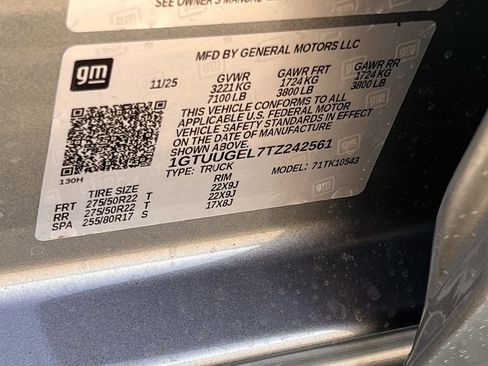 SEE OWNER'S MANUAL
gm
MFD BY GENERAL MOTORS LLC
11/25 GVWR GAWR FRT GAWR RR
3221 KG 1724 KG 1724 KG
7100 LB 3800 LB 3800 LB
THIS VEHICLE CONFORMS TO ALL
APPLICABLE U.S. FEDERAL MOTOR
VEHICLE SAFETY STANDARDS IN EFFECT
ON THE DATE OF MANUFACTURE.
1GTUUGEL7TZ242561
TYPE: TRUCK MODEL: 71TK10543
130H
TIRE SIZE RIM
FRT 275/50R22 T 22X9J
RR 275/50R22 T 22X9J
SPA 255/80R17 S 17X8J